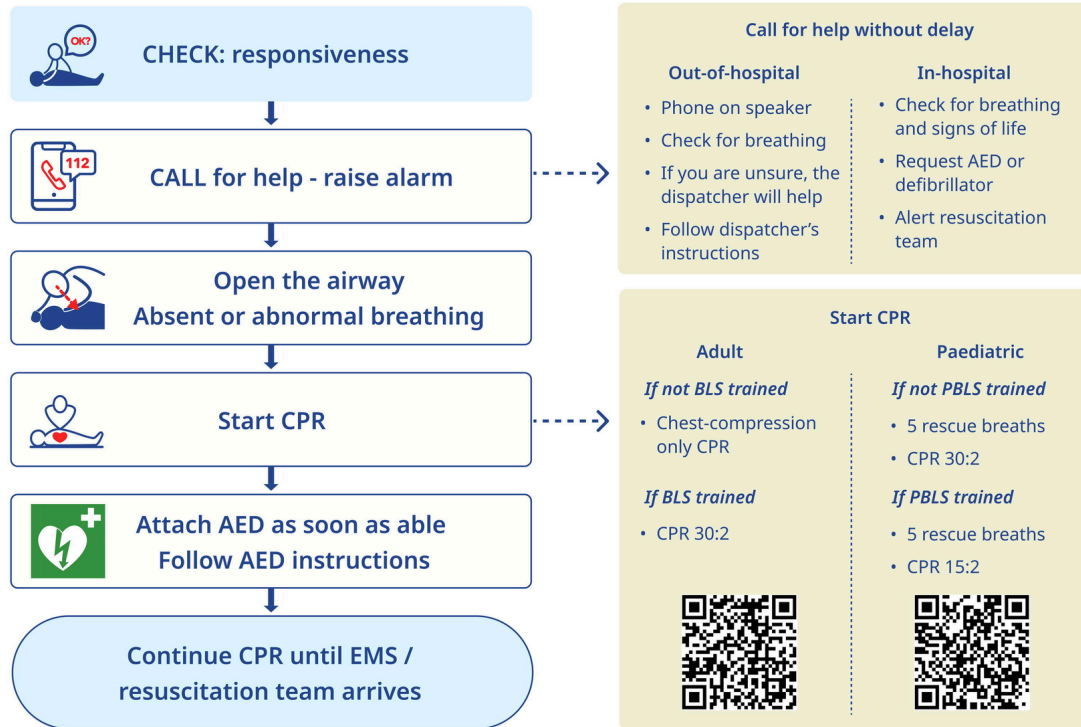 OK?
CHECK: responsiveness
112
CALL for help - raise alarm
Open the airway
Absent or abnormal breathing
Start CPR
Attach AED as soon as able
Follow AED instructions
Continue CPR until EMS /
resuscitation team arrives
Call for help without delay
Out-of-hospital
• Phone on speaker
• Check for breathing
• If you are unsure, the
dispatcher will help
• Follow dispatcher's
instructions
In-hospital
• Check for breathing
and signs of life
• Request AED or
defibrillator
• Alert resuscitation
team
Start CPR
Adult
If not BLS trained
• Chest-compression
only CPR
If BLS trained
• CPR 30:2
Paediatric
If not PBLS trained
• 5 rescue breaths
• CPR 30:2
If PBLS trained
• 5 rescue breaths
• CPR 15:2